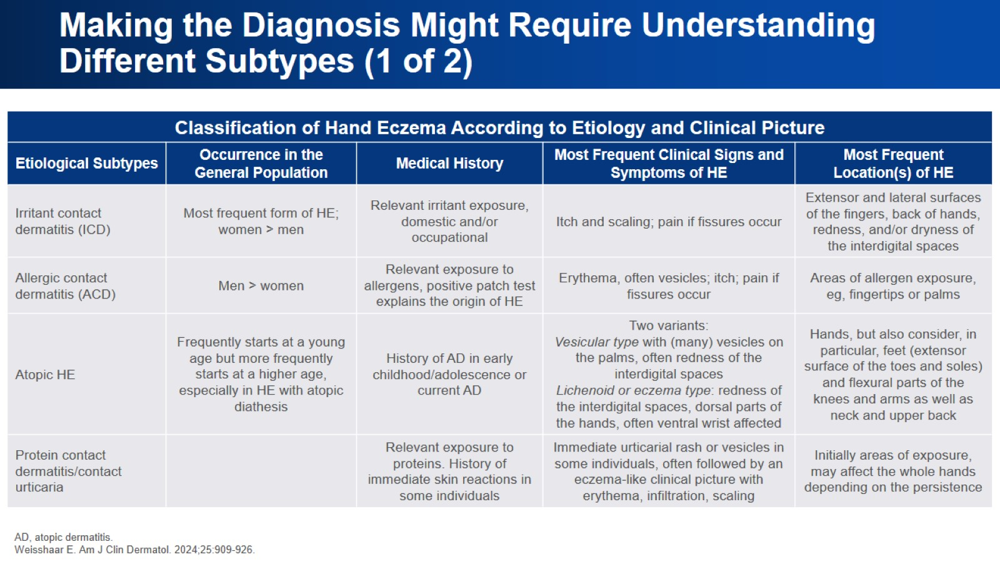 Making the Diagnosis Might Require Understanding
Different Subtypes (1 of 2)
Classification of Hand Eczema According to Etiology and Clinical Picture
Etiological Subtypes
Occurrence in the
General Population
Medical History
Most Frequent Clinical Signs and
Symptoms of HE
Most Frequent
Location(s) of HE
Irritant contact
dermatitis (ICD)
Most frequent form of HE;
women > men
Relevant irritant exposure,
domestic and/or
occupational
Itch and scaling; pain if fissures occur
Extensor and lateral surfaces
of the fingers, back of hands,
redness, and/or dryness of
the interdigital spaces
Allergic contact
dermatitis (ACD)
Men > women
Relevant exposure to
allergens, positive patch test
explains the origin of HE
Erythema, often vesicles; itch; pain if
fissures occur
Areas of allergen exposure,
eg, fingertips or palms
Atopic HE
Frequently starts at a young
age but more frequently
starts at a higher age,
especially in HE with atopic
diathesis
History of AD in early
childhood/adolescence or
current AD
Two variants:
Vesicular type with (many) vesicles on
the palms, often redness of the
interdigital spaces
Lichenoid or eczema type: redness of
the interdigital spaces, dorsal parts of
the hands, often ventral wrist affected
Hands, but also consider, in
particular, feet (extensor
surface of the toes and soles)
and flexural parts of the
knees and arms as well as
neck and upper back
Protein contact
dermatitis/contact
urticaria
Relevant exposure to
proteins. History of
immediate skin reactions in
some individuals
Immediate urticarial rash or vesicles in
some individuals, often followed by an
eczema-like clinical picture with
erythema, infiltration, scaling
Initially areas of exposure,
may affect the whole hands
depending on the persistence
AD, atopic dermatitis.
Weisshaar E. Am J Clin Dermatol. 2024;25:909-926.